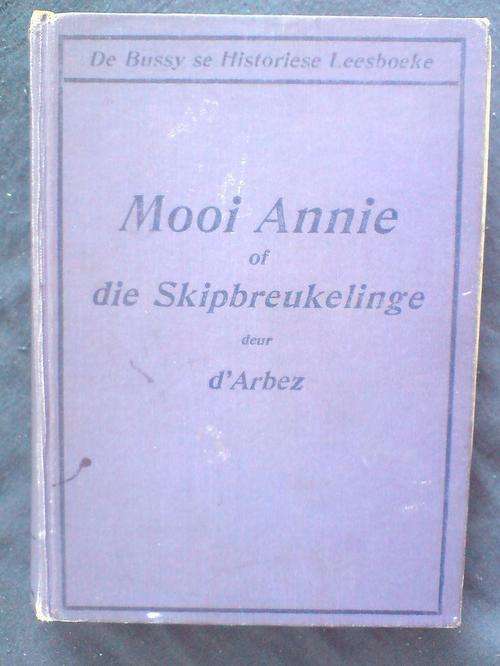 De Bussy se Historiese Leesboeke
Mooi Annie
of
die Skipbreukelinge
deur
d'Arbez